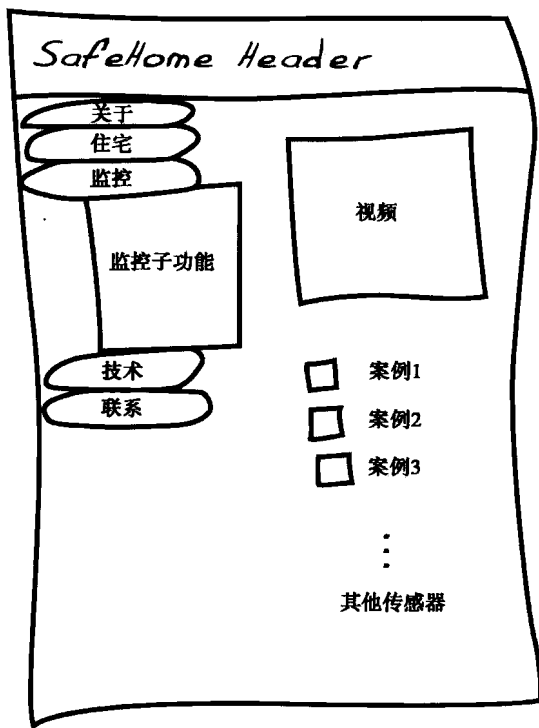 SafeHome Header
关于
住宅
监控
监控子功能
技术
联系
视频
案例1
案例2
案例3
其他传感器